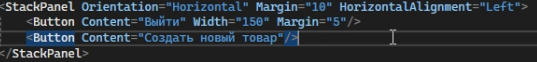 <StackPanel Orientation="Horizontal" Margin="10" HorizontalAlignment="Left">
<Button Content="Выйти" Width="150" Margin="5"/>
<Button Content="Создать новый товар"/>
</StackPanel>